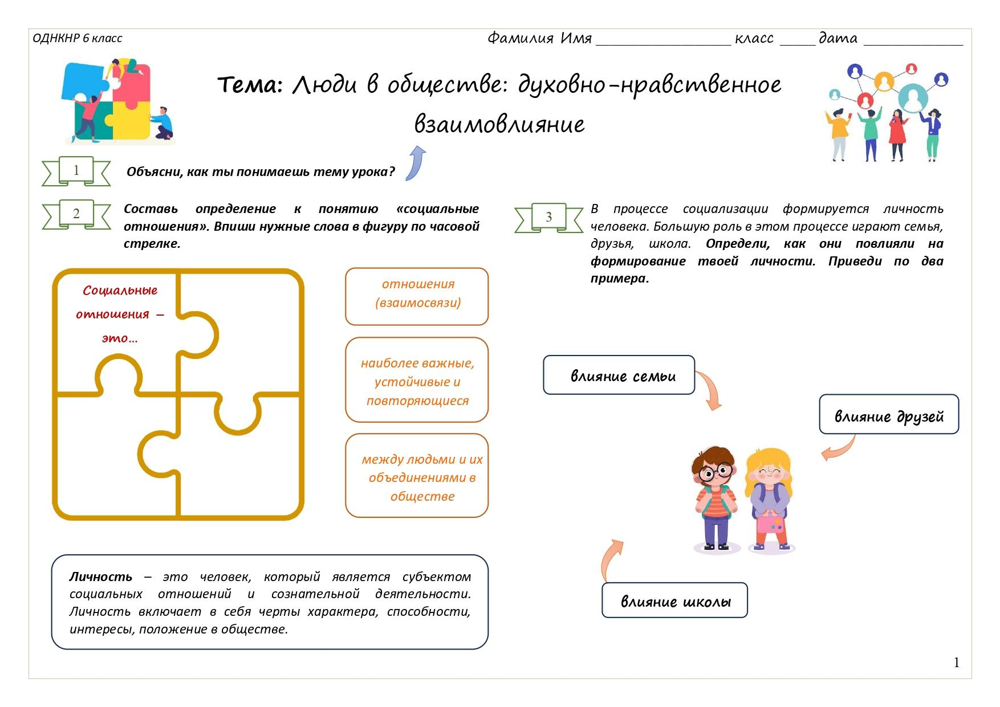 ОДНКНР 6 класс
Фамилия Имя _________________ класс _____ дата ______________
Тема: Люди в обществе: духовно-нравственное
взаимовлияние
1
Объясни, как ты понимаешь тему урока?
2
Составь определение к понятию «социальные
отношения». Впиши нужные слова в фигуру по часовой
стрелке.
Социальные
отношения –
это...
отношения
(взаимосвязи)
наиболее важные,
устойчивые и
повторяющиеся
между людьми и их
объединениями в
обществе
Личность – это человек, который является субъектом
социальных отношений и сознательной деятельности.
Личность включает в себя черты характера, способности,
интересы, положение в обществе.
3
В процессе социализации формируется личность
человека. Большую роль в этом процессе играют семья,
друзья, школа. Определи, как они повлияли на
формирование твоей личности. Приведи по два
примера.
влияние семьи
влияние друзей
влияние школы
1